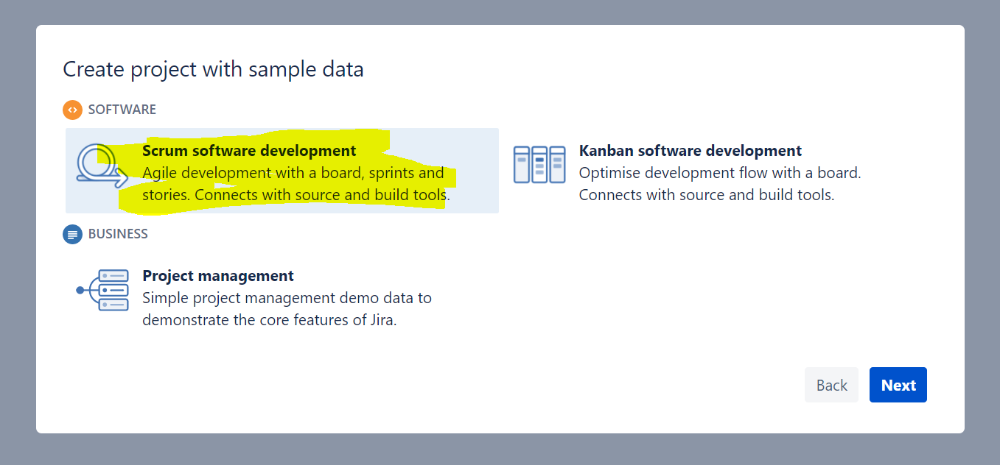 Create project with sample data
SOFTWARE
Scrum software development
Agile development with a board, sprints and
stories. Connects with source and build tools.
Kanban software development
Optimise development flow with a board.
Connects with source and build tools.
BUSINESS
Project management
Simple project management demo data to
demonstrate the core features of Jira.
Back
Next